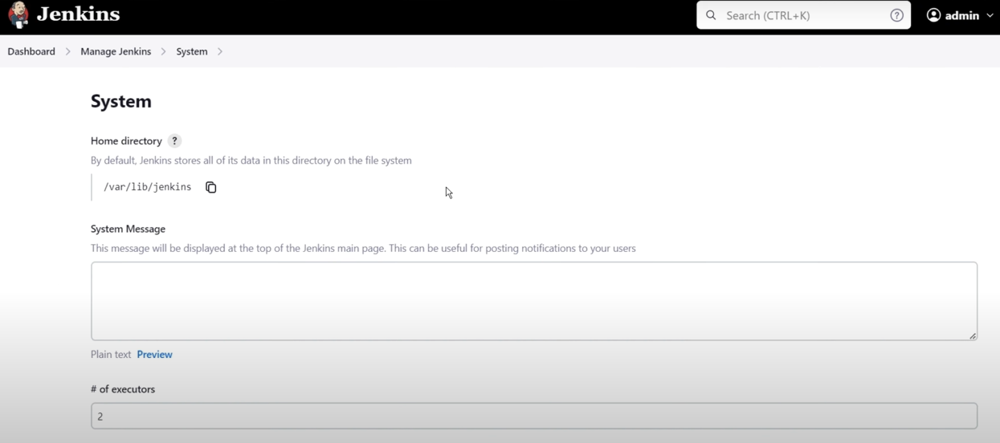 Jenkins
Search (CTRL+K)
?
admin
Dashboard
Manage Jenkins
System
System
Home directory ?
By default, Jenkins stores all of its data in this directory on the file system
/var/lib/jenkins
System Message
This message will be displayed at the top of the Jenkins main page. This can be useful for posting notifications to your users
Plain text Preview
# of executors
2